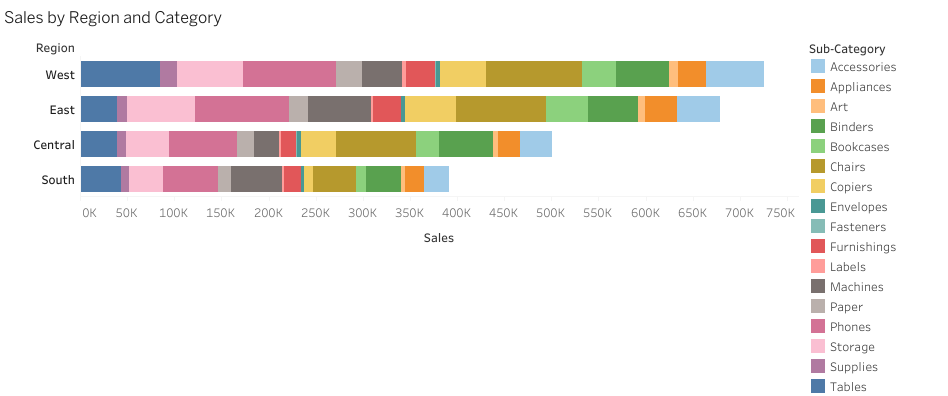 Sales by Region and Category
Region
West
East
Central
South
0K 50K 100K 150K 200K 250K 300K 350K 400K 450K 500K 550K 600K 650K 700K 750K
Sales
Sub-Category
Accessories
Appliances
Art
Binders
Bookcases
Chairs
Copiers
Envelopes
Fasteners
Furnishings
Labels
Machines
Paper
Phones
Storage
Supplies
Tables